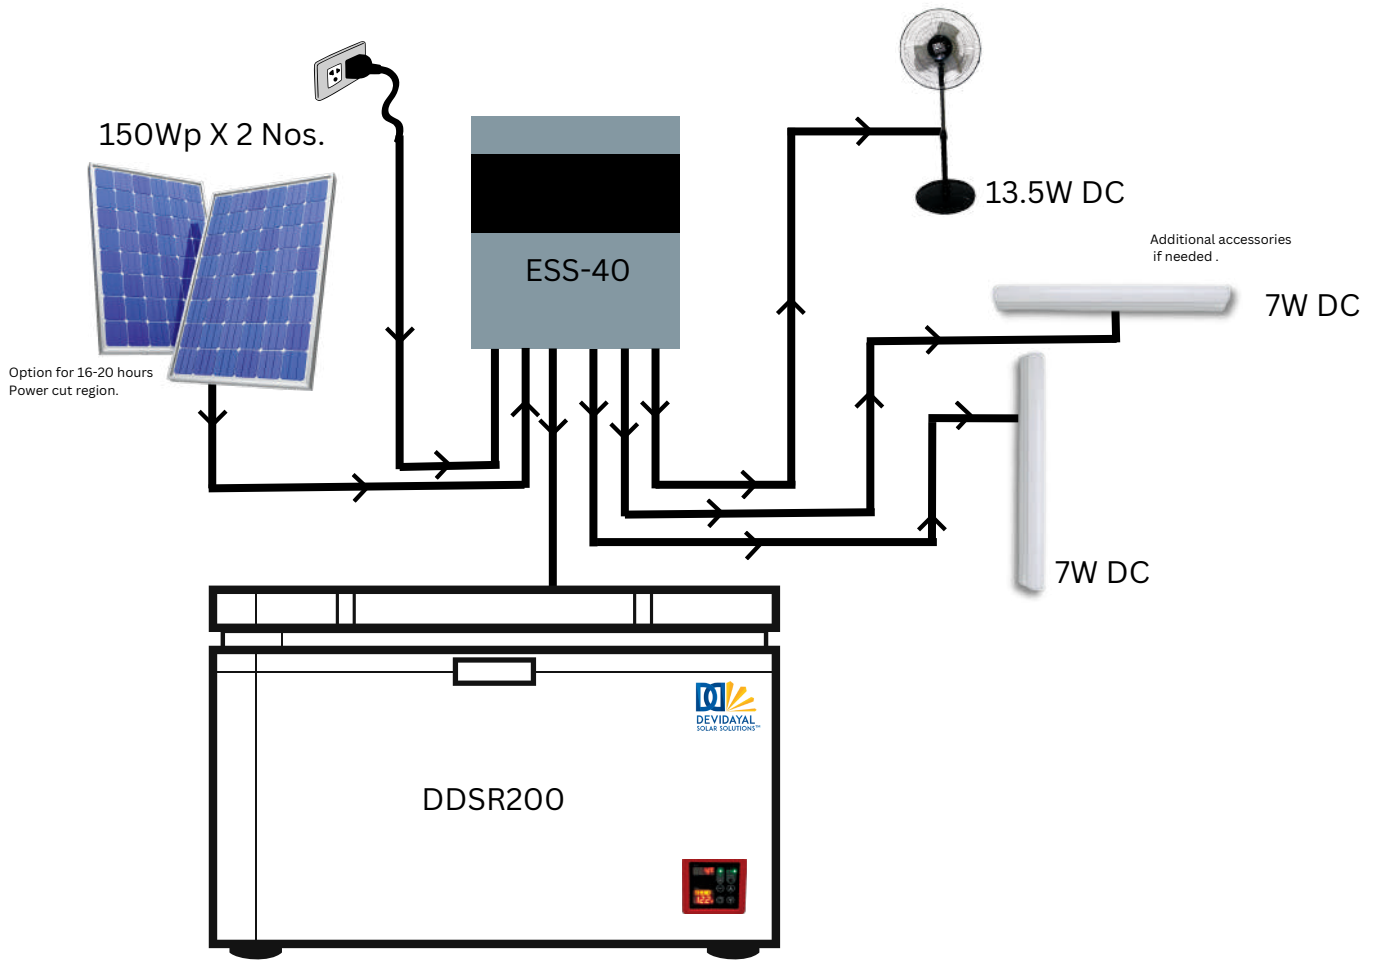 150Wp X 2 Nos.
Option for 16-20 hours
Power cut region.
ESS-40
13.5W DC
Additional accessories
if needed .
7W DC
7W DC
DEVIDAYAL
SOLAR SOLUTIONS™
DDSR200